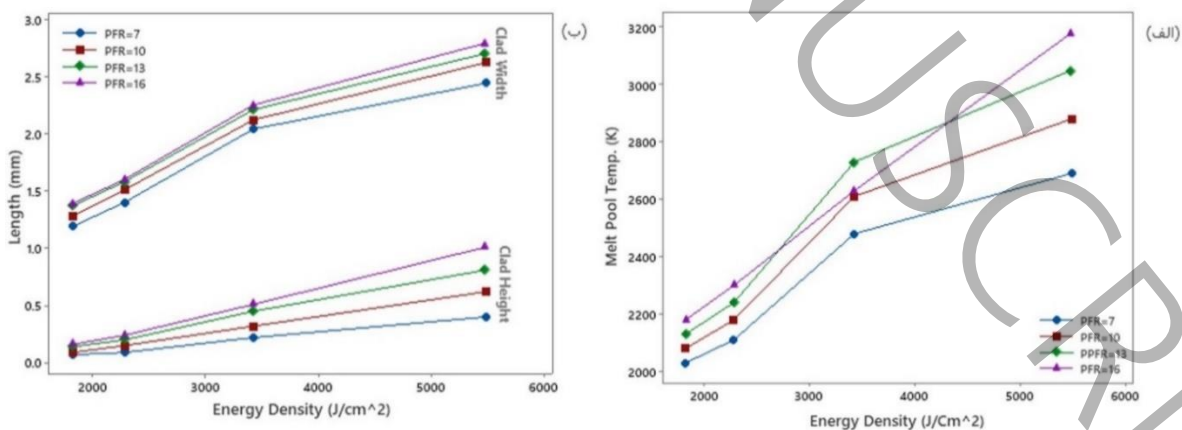 (ب)
3.0
2.5
2.0
1.5
1.0
0.5
0.0
Length (mm)
PFR=7
PFR=10
PFR=13
PFR=16
Clad Width
Clad Height
2000 3000 4000 5000 6000
Energy Density (J/cm^2)
(الف)
3200
3000
2800
2600
2400
2200
2000
Melt Pool Temp. (K)
PFR=7
PFR=10
PPFR=13
PFR=16
2000 3000 4000 5000 6000
Energy Density (J/Cm^2)
USCRI